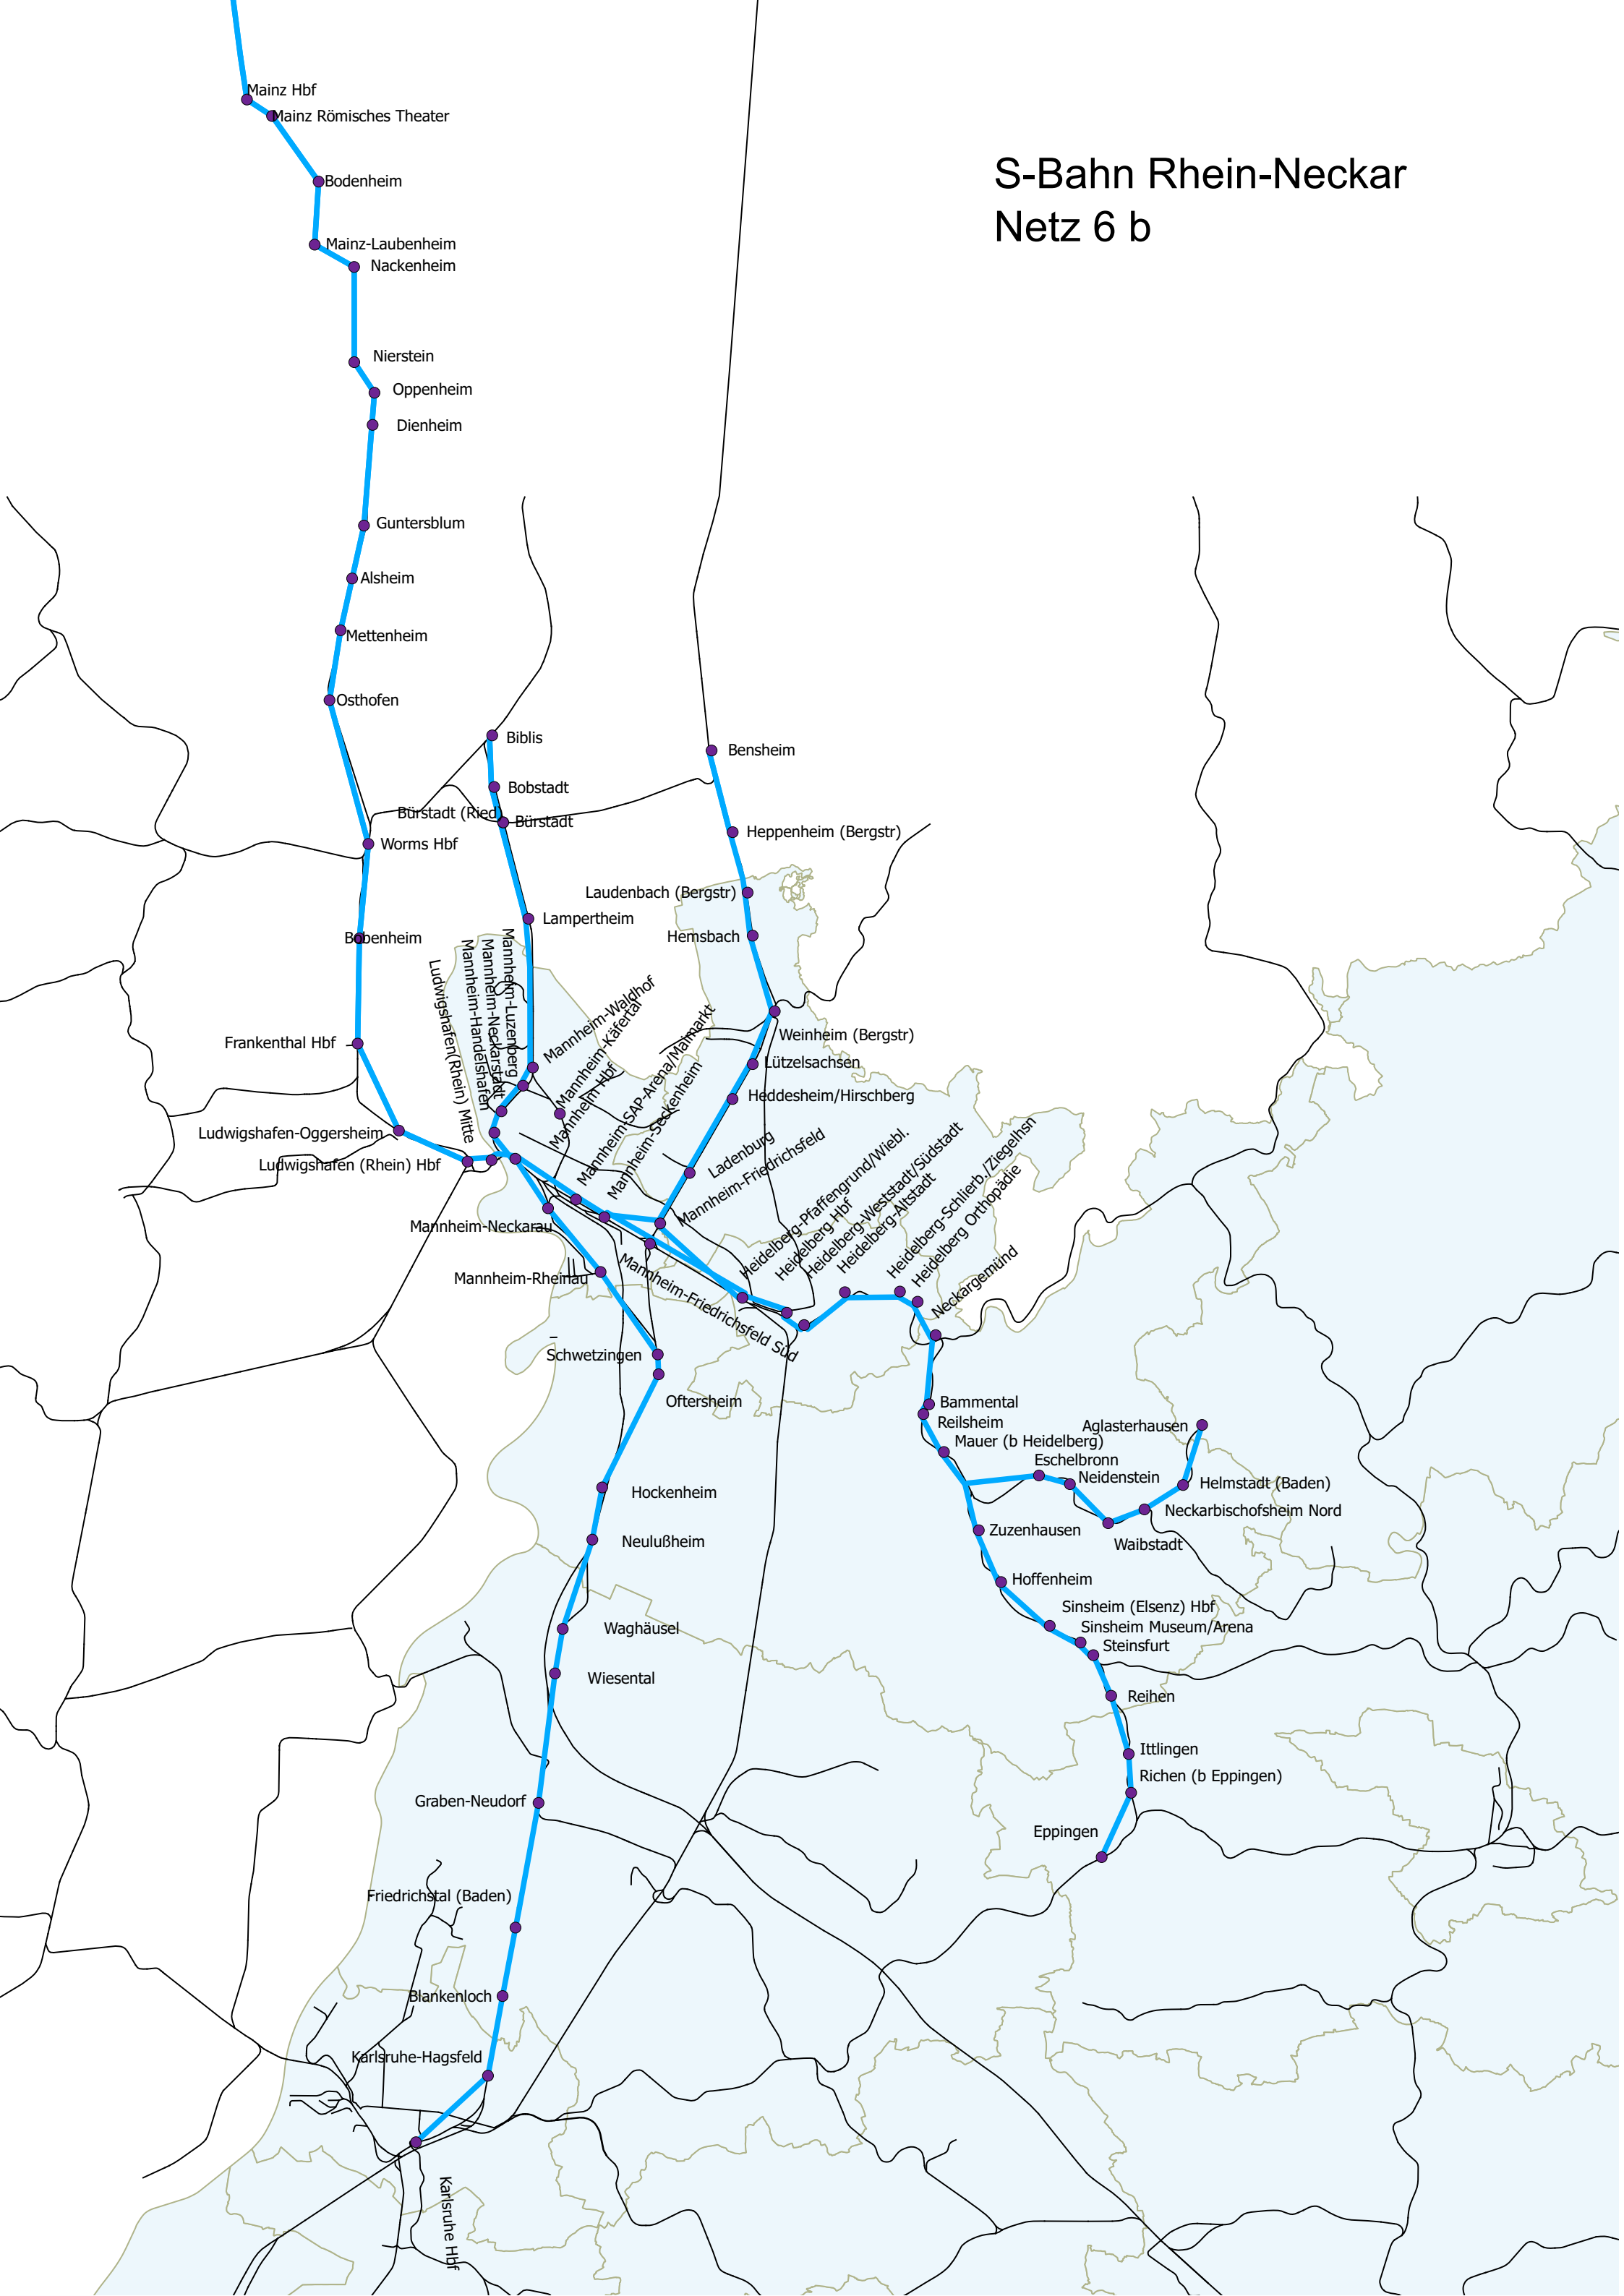 Mainz Hbf
Mainz Römisches Theater
S-Bahn Rhein-Neckar
Netz 6 b
Bodenheim
Mainz-Laubenheim
Nackenheim
Nierstein
Oppenheim
Dienheim
Guntersblum
Alsheim
Mettenheim
Osthofen
Biblis
Bensheim
Bobstadt
Bürstadt (Ried)
Bürstadt
Heppenheim (Bergstr)
Worms Hbf
Laudenbach (Bergstr)
Lampertheim
Hemsbach
Bobenheim
Ludwigshafen(Rhein) Mitte
Mannheim-Handelshafen
Mannheim-Neckarstadt
Mannheim-Luzenberg
Mannheim-Waldhof
Mannheim-Käfertal
Mannheim Hbf
Mannheim-SAP-Arena/Maimarkt
Mannheim-Seckenheim
Weinheim (Bergstr)
Frankenthal Hbf
Lützelsachsen
Heddesheim/Hirschberg
Ludwigshafen-Oggersheim
Ludwigshafen (Rhein) Hbf
Ladenburg
Mannheim-Friedrichsfeld
Heidelberg-Pfaffengrund/Wiebl.
Heidelberg Hbf
Heidelberg-Weststadt/Südstadt
Heidelberg-Altstadt
Heidelberg-Schlierb./Ziegelhsn
Heidelberg Orthopädie
Neckargemünd
Mannheim-Neckarau
Mannheim-Rheinau
Mannheim-Friedrichsfeld Süd
Schwetzingen
Oftersheim
Bammental
Reilsheim
Aglasterhausen
Mauer (b Heidelberg)
Eschelbronn
Neidenstein
Helmstadt (Baden)
Hockenheim
Neckarbischofsheim Nord
Zuzenhausen
Neulußheim
Waibstadt
Hoffenheim
Sinsheim (Elsenz) Hbf
Sinsheim Museum/Arena
Waghäusel
Steinsfurt
Wiesental
Reihen
Ittlingen
Richen (b Eppingen)
Graben-Neudorf
Eppingen
Friedrichstal (Baden)
Blankenloch
Karlsruhe-Hagsfeld
Karlsruhe Hbf